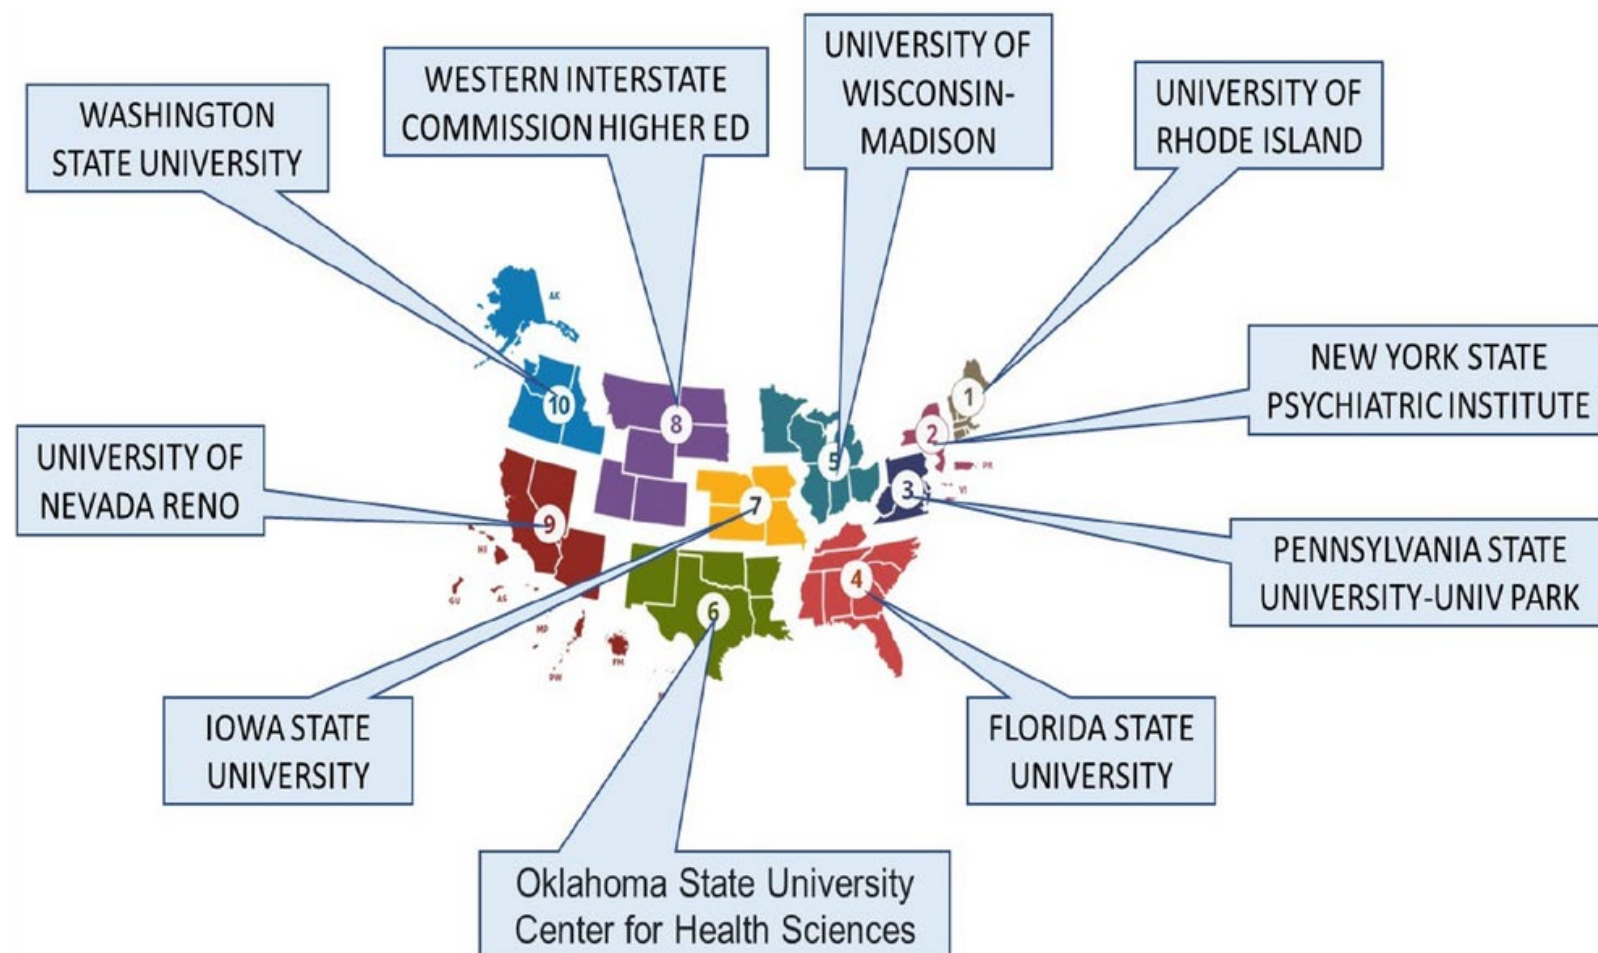 UNIVERSITY OF
WISCONSIN-
MADISON
WESTERN INTERSTATE
COMMISSION HIGHER ED
UNIVERSITY OF
RHODE ISLAND
WASHINGTON
STATE UNIVERSITY
AK
NEW YORK STATE
PSYCHIATRIC INSTITUTE
1
10
8
2
UNIVERSITY OF
NEVADA RENO
5
PR
VI
3
7
9
PENNSYLVANIA STATE
UNIVERSITY-UNIV PARK
HI
4
GU
AS
6
MP
FM
PW
IOWA STATE
UNIVERSITY
FLORIDA STATE
UNIVERSITY
Oklahoma State University
Center for Health Sciences